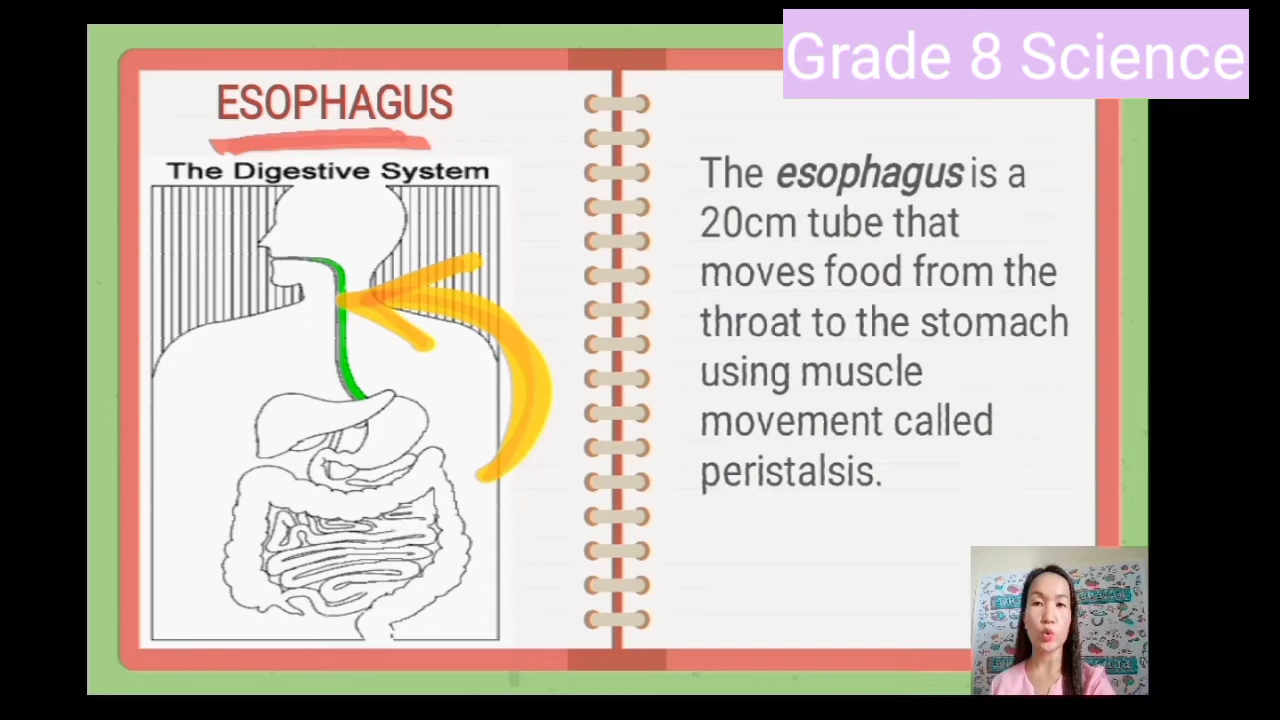 Grade 8 Science
ESOPHAGUS
The Digestive System
The esophagus is a
20cm tube that
moves food from the
throat to the stomach
using muscle
movement called
peristalsis.